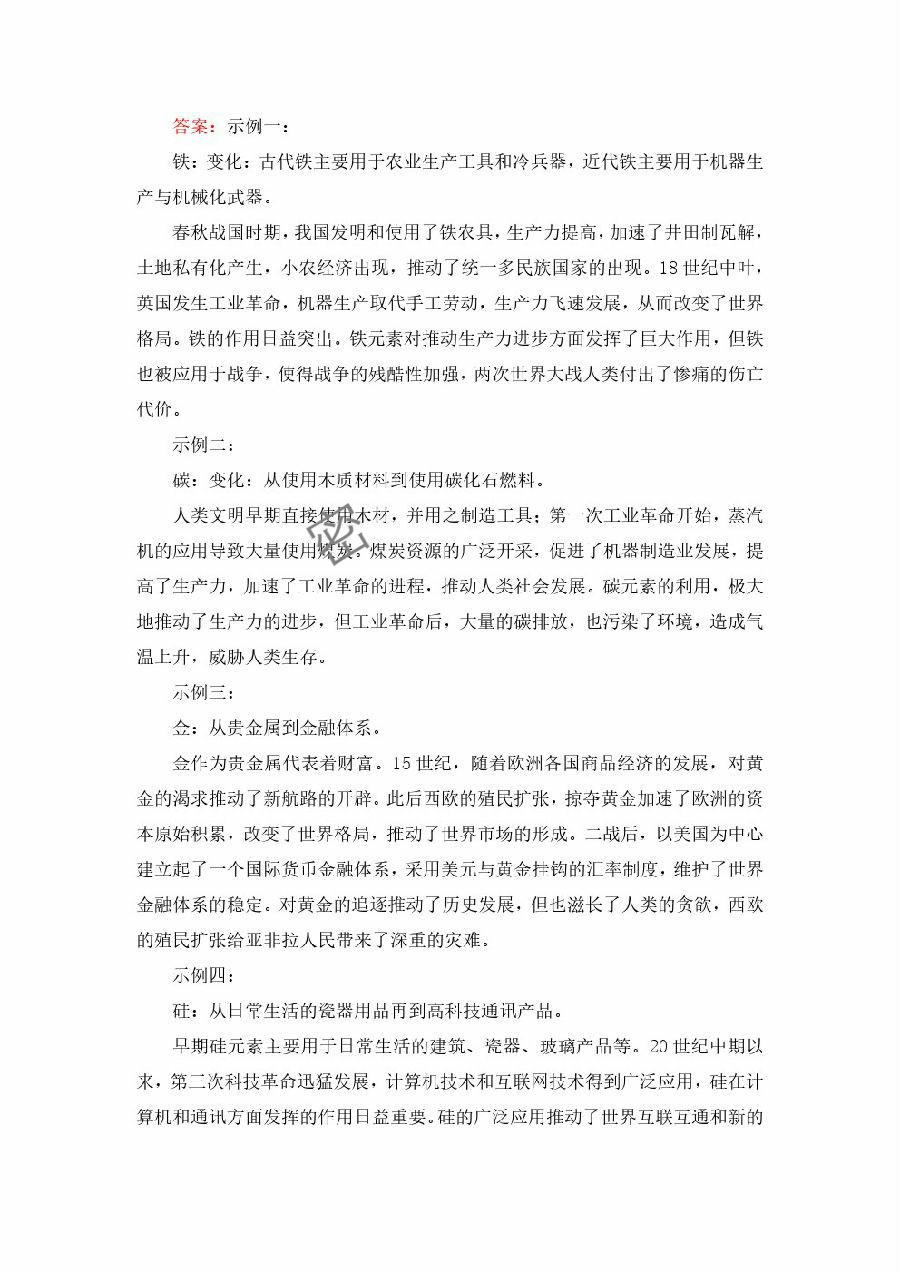 答案：示例一：
铁：变化：古代铁主要用于农业生产工具和冷兵器，近代铁主要用于机器生
产与机械化武器。
春秋战国时期，我国发明和使用了铁农具，生产力提高，加速了井田制瓦解，
土地私有化产生，小农经济出现，推动了统一多民族国家的出现。18 世纪中叶，
英国发生工业革命，机器生产取代手工劳动，生产力飞速发展，从而改变了世界
格局。铁的作用日益突出。铁元素对推动生产力进步方面发挥了巨大作用，但铁
也被应用于战争，使得战争的残酷性加强，两次世界大战人类付出了惨痛的伤亡
代价。
示例二：
碳：变化：从使用木质材料到使用碳化石燃料。
人类文明早期直接使用木材，并用之制造工具；第一次工业革命开始，蒸汽
机的应用导致大量使用煤炭。煤炭资源的广泛开采，促进了机器制造业发展，提
高了生产力，加速了工业革命的进程，推动人类社会发展。碳元素的利用，极大
地推动了生产力的进步，但工业革命后，大量的碳排放，也污染了环境，造成气
温上升，威胁人类生存。
示例三：
金：从贵金属到金融体系。
金作为贵金属代表着财富。15 世纪，随着欧洲各国商品经济的发展，对黄
金的渴求推动了新航路的开辟。此后西欧的殖民扩张，掠夺黄金加速了欧洲的资
本原始积累，改变了世界格局，推动了世界市场的形成。二战后，以美国为中心
建立起了一个国际货币金融体系，采用美元与黄金挂钩的汇率制度，维护了世界
金融体系的稳定。对黄金的追逐推动了历史发展，但也滋长了人类的贪欲，西欧
的殖民扩张给亚非拉人民带来了深重的灾难。
示例四：
硅：从日常生活的瓷器用品再到高科技通讯产品。
早期硅元素主要用于日常生活的建筑、瓷器、玻璃产品等。20 世纪中期以
来，第二次科技革命迅猛发展，计算机技术和互联网技术得到广泛应用，硅在计
算机和通讯方面发挥的作用日益重要。硅的广泛应用推动了世界互联互通和新的
密